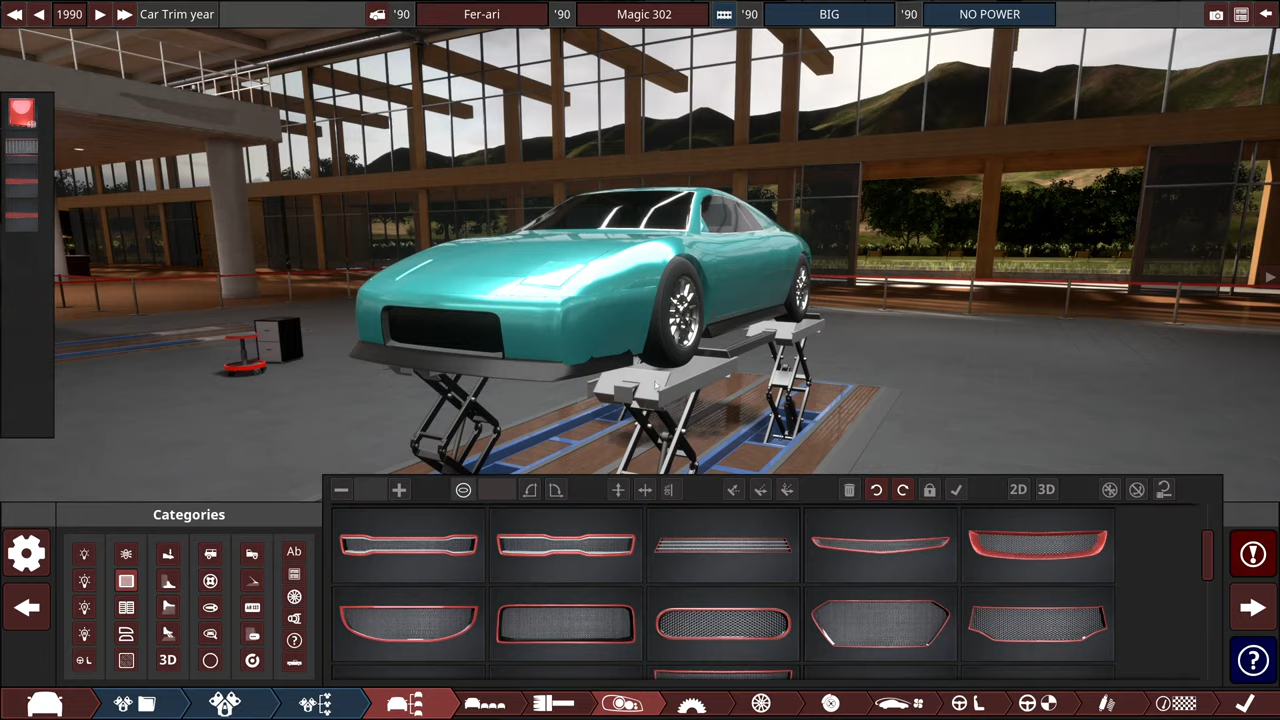 1990 Car Trim year '90 Fer-ari '90 Magic 302 '90 BIG '90 NO POWER
2D 3D
Categories
Ab
L 3D